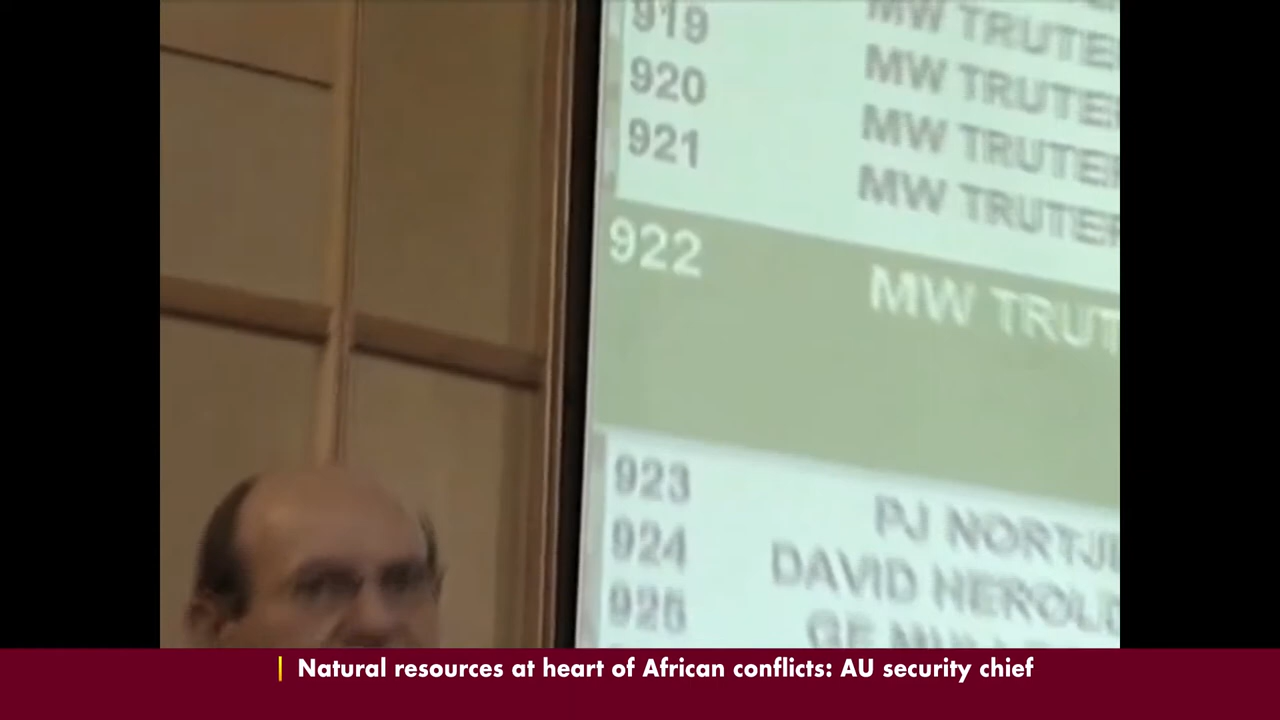 919
MW TRUTER
920
MW TRUTER
921
MW TRUTER
MW TRUTER
922
MW TRUT
923
PJ NORTJE
924
DAVID HEROLD
925
Natural resources at heart of African conflicts: AU security chief